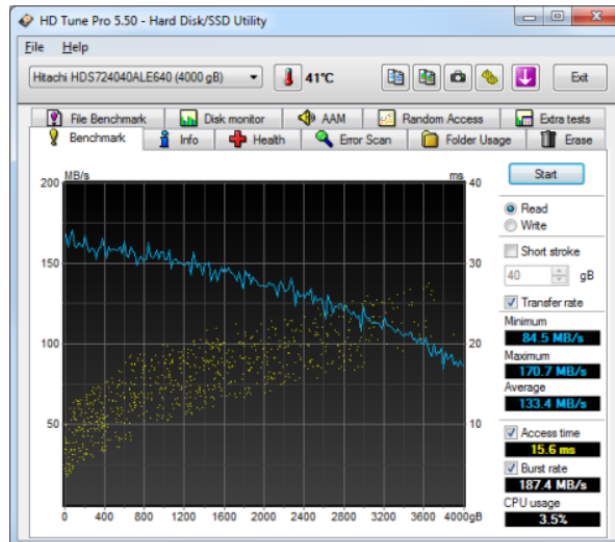 HD Tune Pro 5.50 - Hard Disk/SSD Utility
File Help
Hitachi HDS724040ALE640 (4000 gB) 41°C Exit
File Benchmark Disk monitor AAM Random Access Extra tests
Benchmark Info Health Error Scan Folder Usage Erase
MB/s ms
200 40
150 30
100 20
50 10
0 400 800 1200 1600 2000 2400 2800 3200 3600 4000gB
Start
Read
Write
Short stroke
40 gB
Transfer rate
Minimum
84.5 MB/s
Maximum
170.7 MB/s
Average
133.4 MB/s
Access time
15.6 ms
Burst rate
187.4 MB/s
CPU usage
3.5%